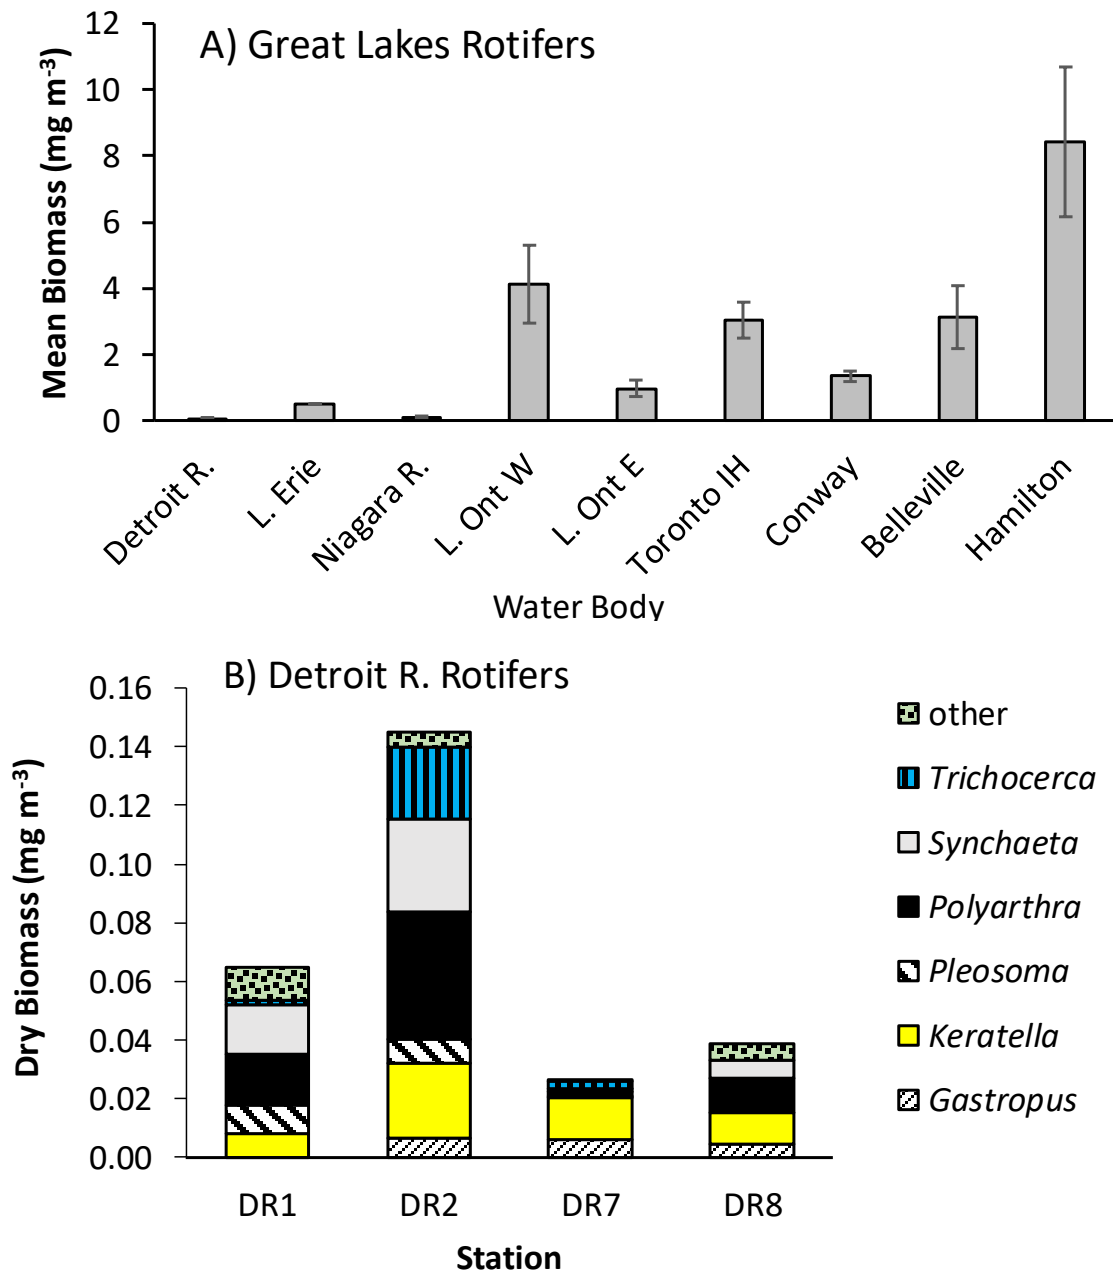 A) Great Lakes Rotifers
Mean Biomass (mg m-3)
12
10
8
6
4
2
0
Detroit R.
L. Erie
Niagara R.
L. Ont W
L. Ont E
Toronto IH
Conway
Belleville
Hamilton
Water Body
B) Detroit R. Rotifers
Dry Biomass (mg m-3)
0.16
0.14
0.12
0.10
0.08
0.06
0.04
0.02
0.00
DR1
DR2
DR7
DR8
Station
other
Trichocerca
Synchaeta
Polyarthra
Pleosoma
Keratella
Gastropus